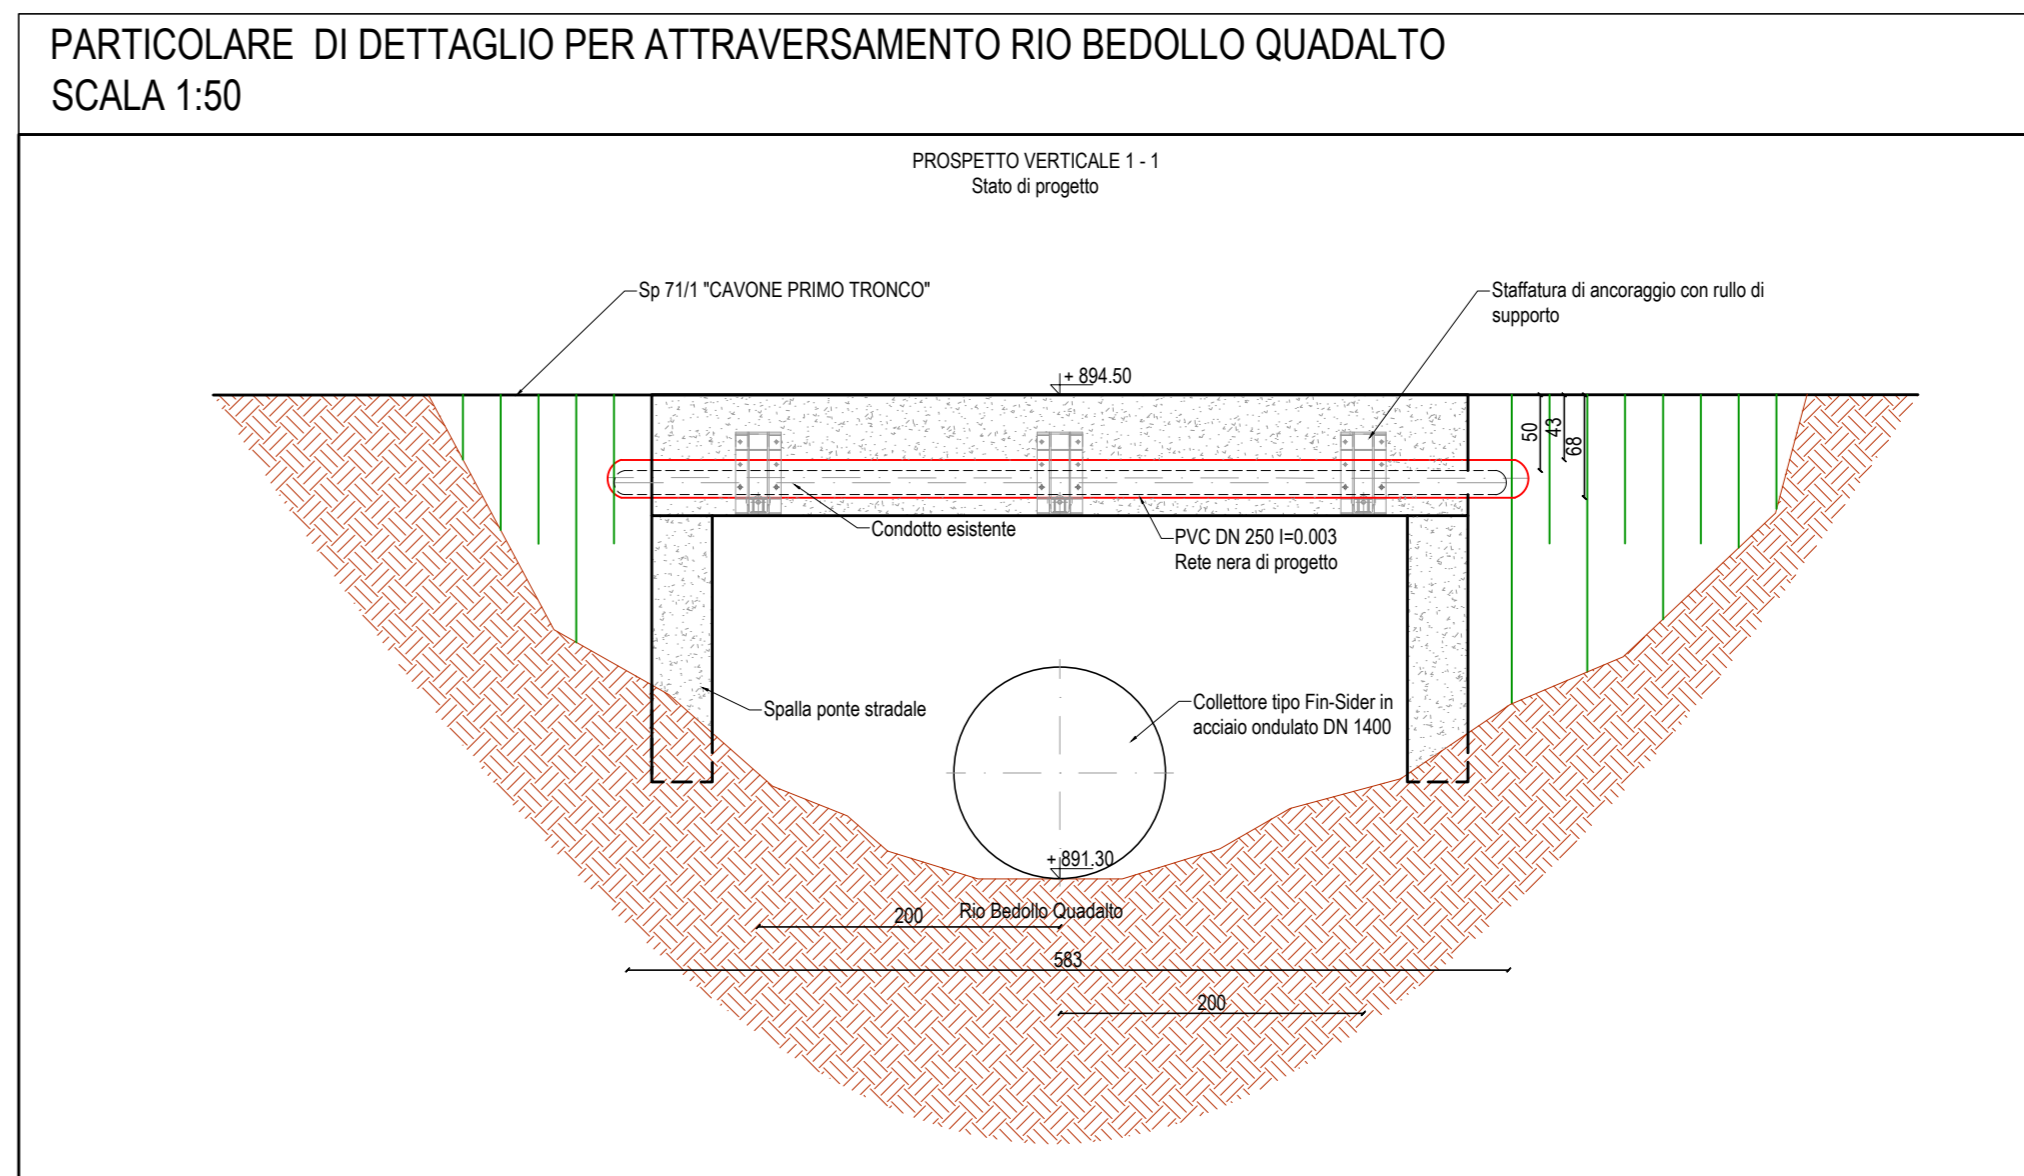 PARTICOLARE DI DETTAGLIO PER ATTRAVERSAMENTO RIO BEDOLLO QUADALTO
SCALA 1:50
PROSPETTO VERTICALE 1 - 1
Stato di progetto
Sp 71/1 "CAVONE PRIMO TRONCO"
Staffatura di ancoraggio con rullo di
supporto
+ 894.50
50
43
68
Condotto esistente
PVC DN 250 I=0.003
Rete nera di progetto
Spalla ponte stradale
Collettore tipo Fin-Sider in
acciaio ondulato DN 1400
+ 891.30
Rio Bedollo Quadalto
200
583
200